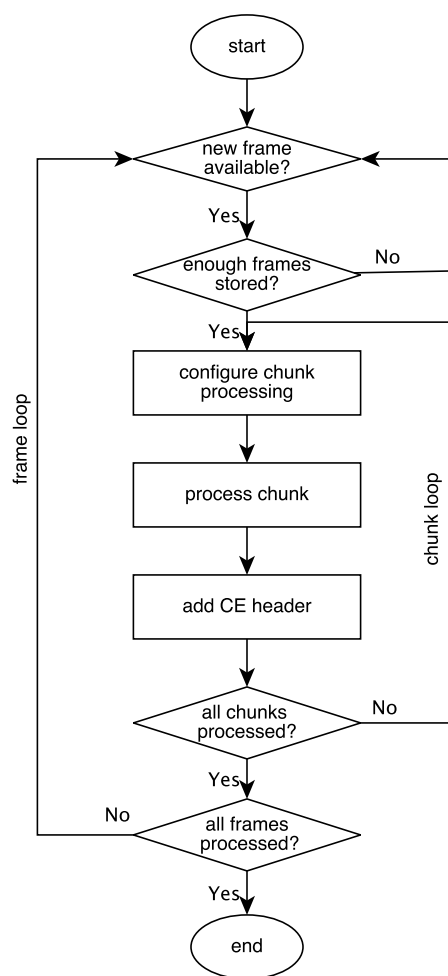 start
new frame
available?
Yes
enough frames
stored?
No
Yes
configure chunk
processing
frame loop
process chunk
chunk loop
add CE header
all chunks
processed?
No
Yes
all frames
processed?
No
Yes
end